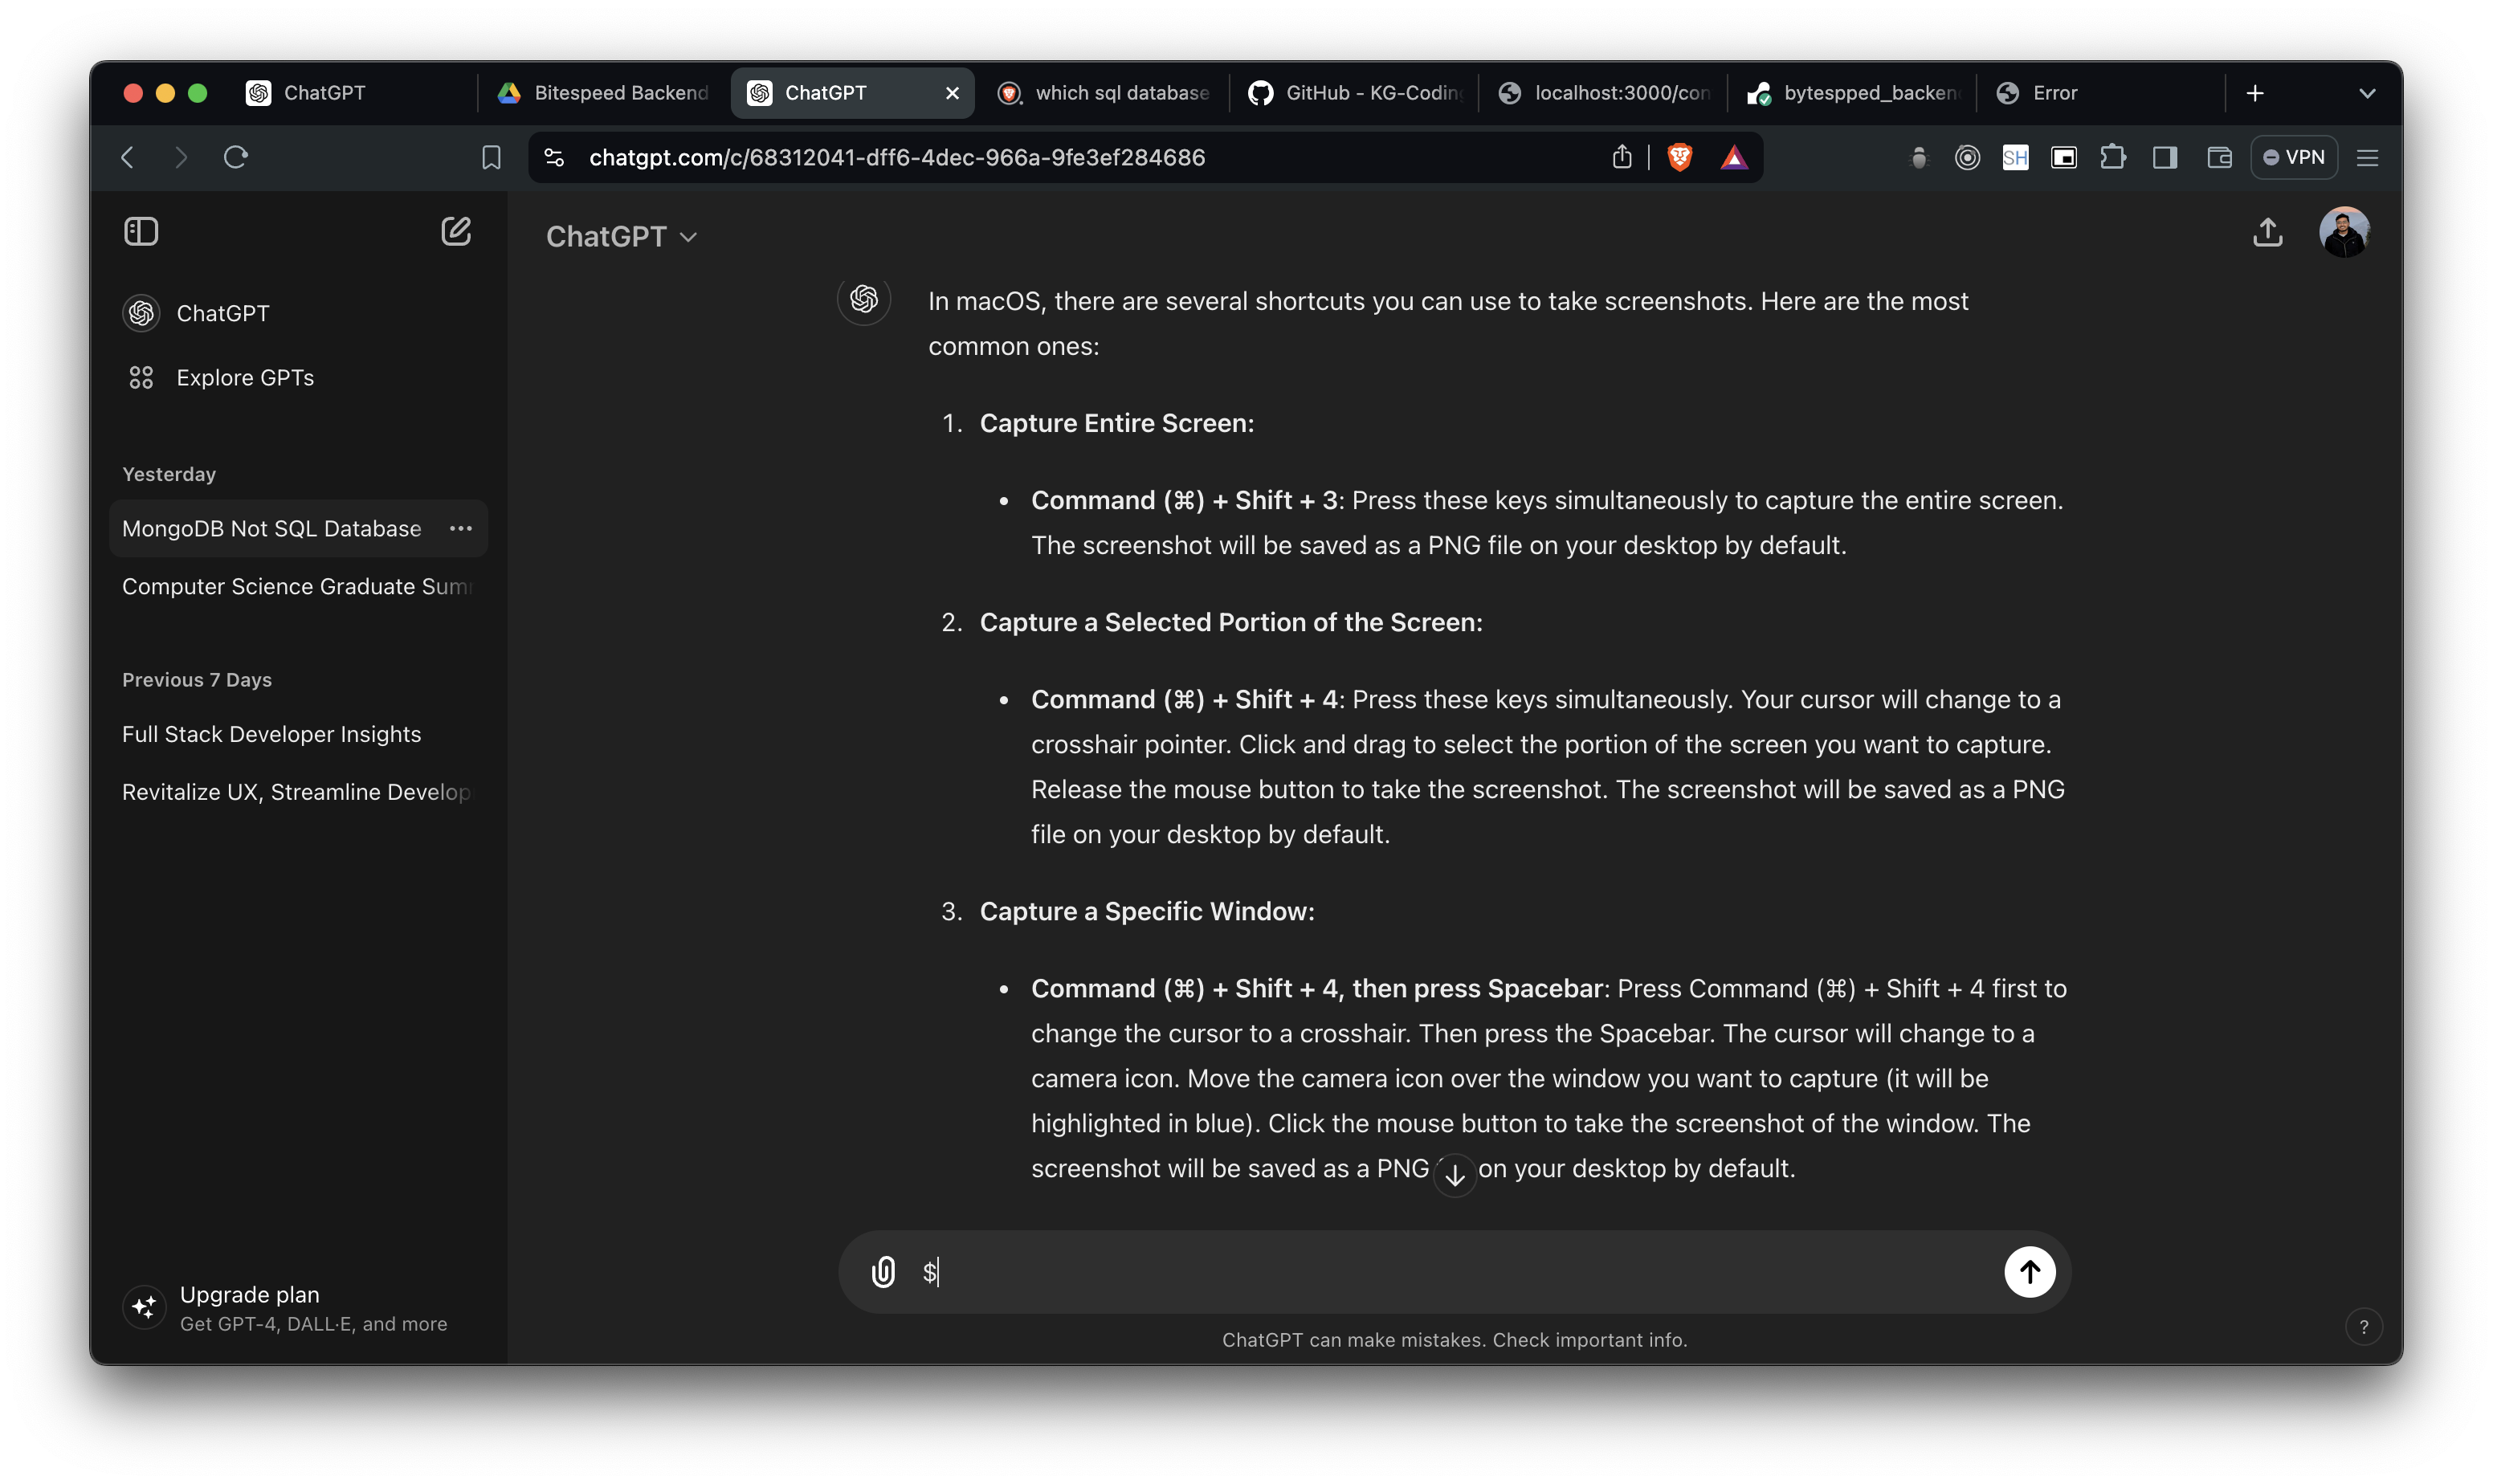 ChatGPT
Bitespeed Backend
ChatGPT
which sql database
GitHub - KG-Coding
localhost:3000/con
bytespped_backen
Error
chatgpt.com/c/68312041-dff6-4dec-966a-9fe3ef284686
SH
VPN
ChatGPT
ChatGPT
Explore GPTs
Yesterday
MongoDB Not SQL Database
Computer Science Graduate Sum
Previous 7 Days
Full Stack Developer Insights
Revitalize UX, Streamline Develop
Upgrade plan
Get GPT-4, DALL·E, and more
In macOS, there are several shortcuts you can use to take screenshots. Here are the most
common ones:
1. Capture Entire Screen:
• Command (⌘) + Shift + 3: Press these keys simultaneously to capture the entire screen.
The screenshot will be saved as a PNG file on your desktop by default.
2. Capture a Selected Portion of the Screen:
• Command (⌘) + Shift + 4: Press these keys simultaneously. Your cursor will change to a
crosshair pointer. Click and drag to select the portion of the screen you want to capture.
Release the mouse button to take the screenshot. The screenshot will be saved as a PNG
file on your desktop by default.
3. Capture a Specific Window:
• Command (⌘) + Shift + 4, then press Spacebar: Press Command (⌘) + Shift + 4 first to
change the cursor to a crosshair. Then press the Spacebar. The cursor will change to a
camera icon. Move the camera icon over the window you want to capture (it will be
highlighted in blue). Click the mouse button to take the screenshot of the window. The
screenshot will be saved as a PNG on your desktop by default.
$
ChatGPT can make mistakes. Check important info.
?